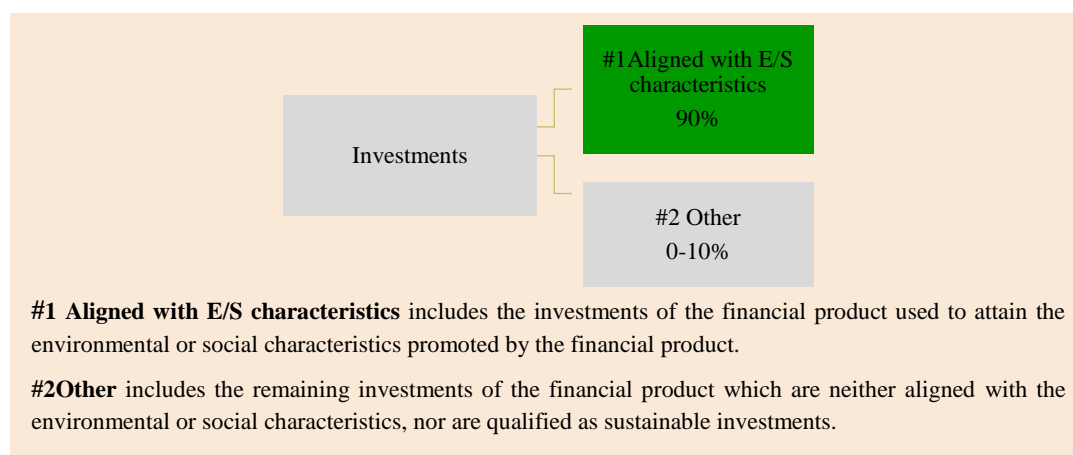 #1Aligned with E/S
characteristics
90%
Investments
#2 Other
0-10%
#1 Aligned with E/S characteristics includes the investments of the financial product used to attain the
environmental or social characteristics promoted by the financial product.
#2Other includes the remaining investments of the financial product which are neither aligned with the
environmental or social characteristics, nor are qualified as sustainable investments.